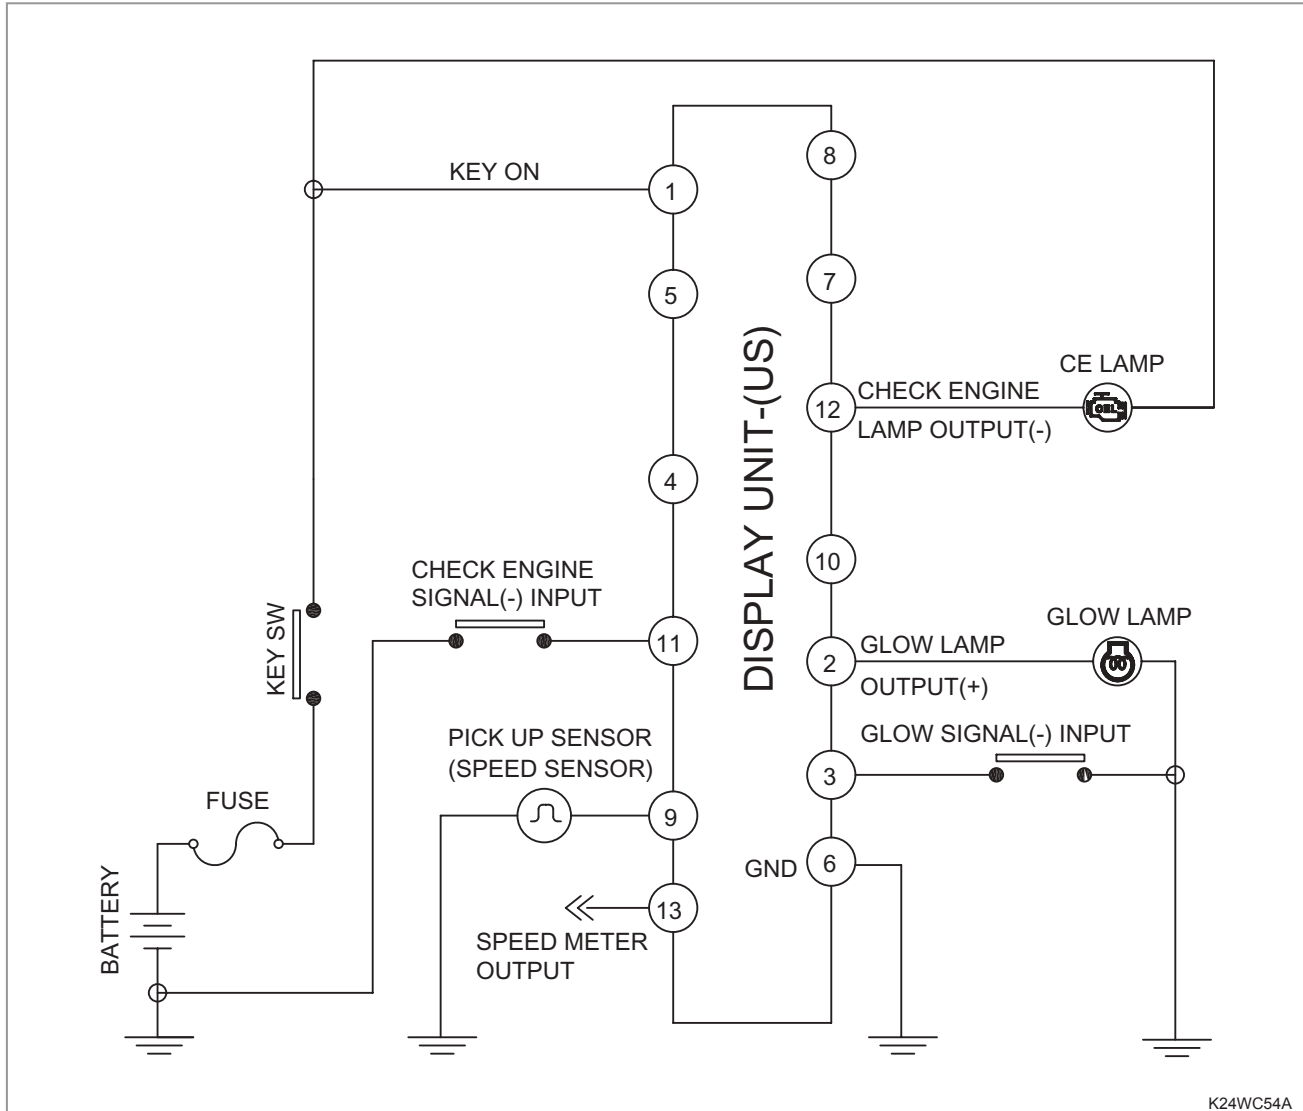 KEY ON
1
8
5
7
DISPLAY UNIT-(US)
CE LAMP
12
CHECK ENGINE
LAMP OUTPUT(-)
CEL
4
10
CHECK ENGINE
SIGNAL(-) INPUT
11
KEY SW
GLOW LAMP
2
GLOW LAMP
OUTPUT(+)
GLOW SIGNAL(-) INPUT
3
PICK UP SENSOR
(SPEED SENSOR)
9
FUSE
GND
6
BATTERY
13
SPEED METER
OUTPUT
K24WC54A